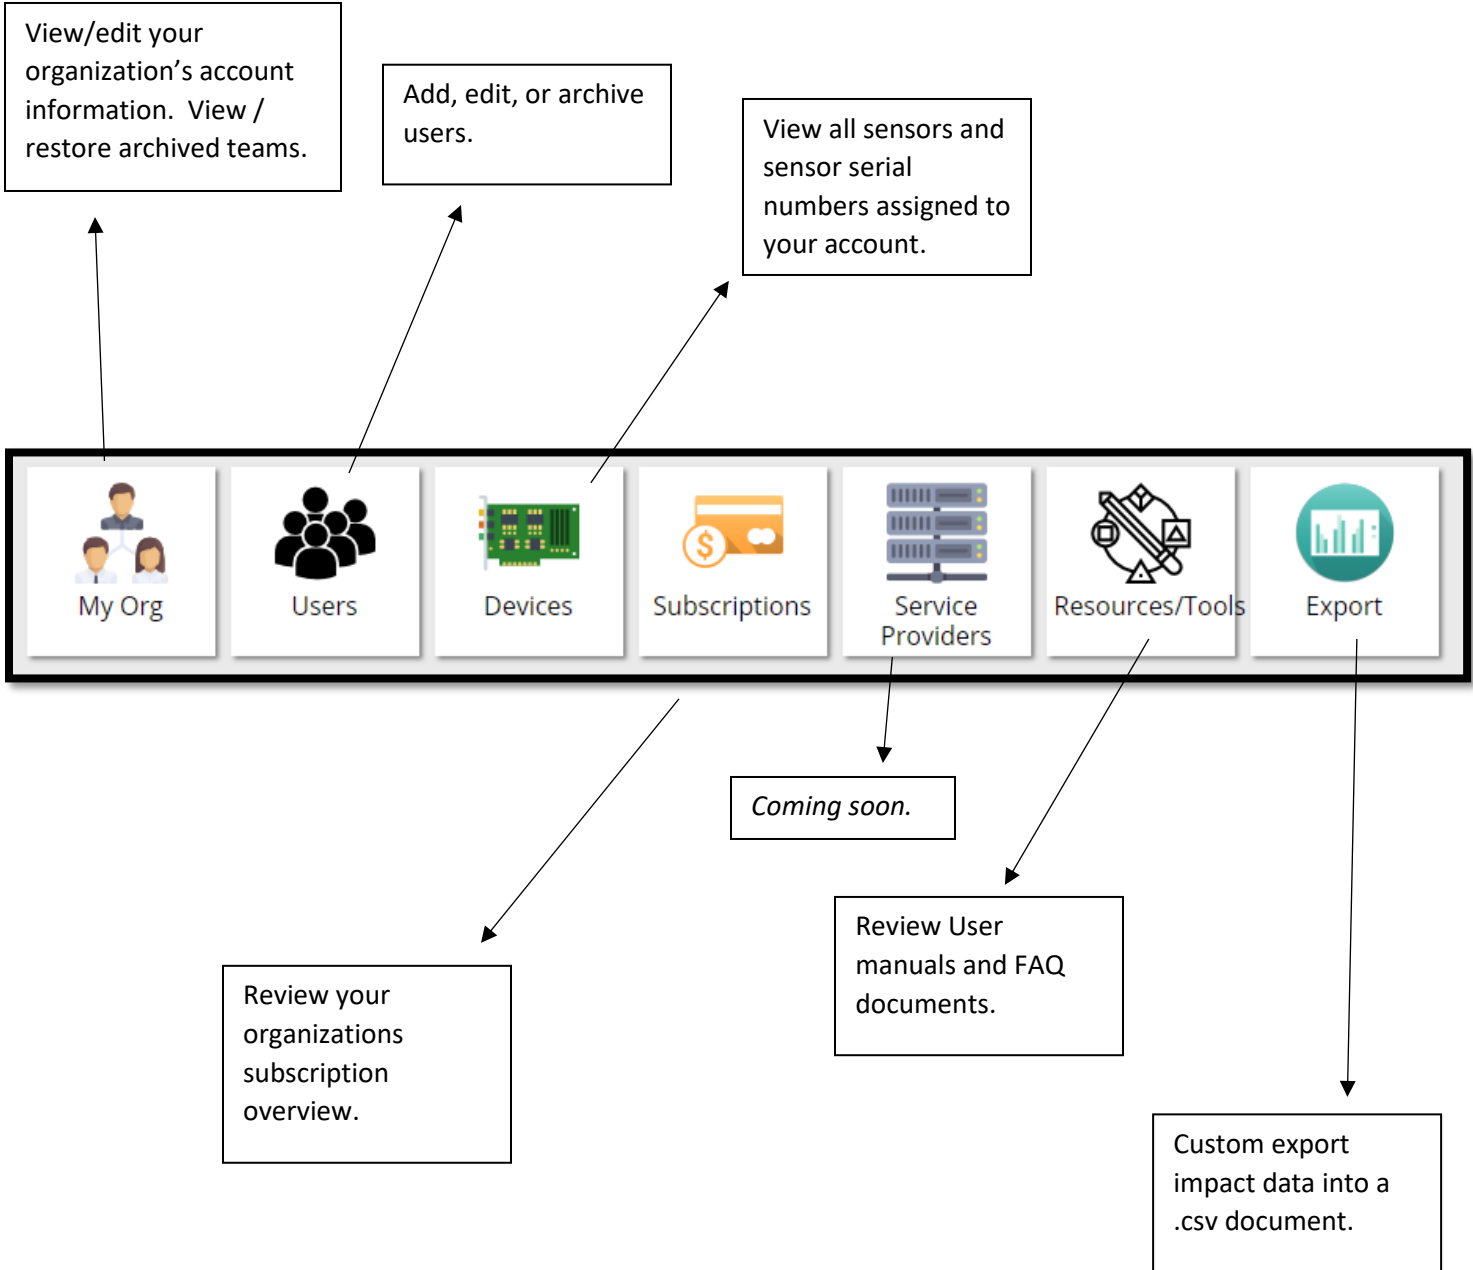 View/edit your
organization’s account
information.  View /
restore archived teams.
Add, edit, or archive
users.
View all sensors and
sensor serial
numbers assigned to
your account.
My Org
Users
Devices
Subscriptions
Service
Providers
Resources/Tools
Export
Coming soon.
Review User
manuals and FAQ
documents.
Review your
organizations
subscription
overview.
Custom export
impact data into a
.csv document.